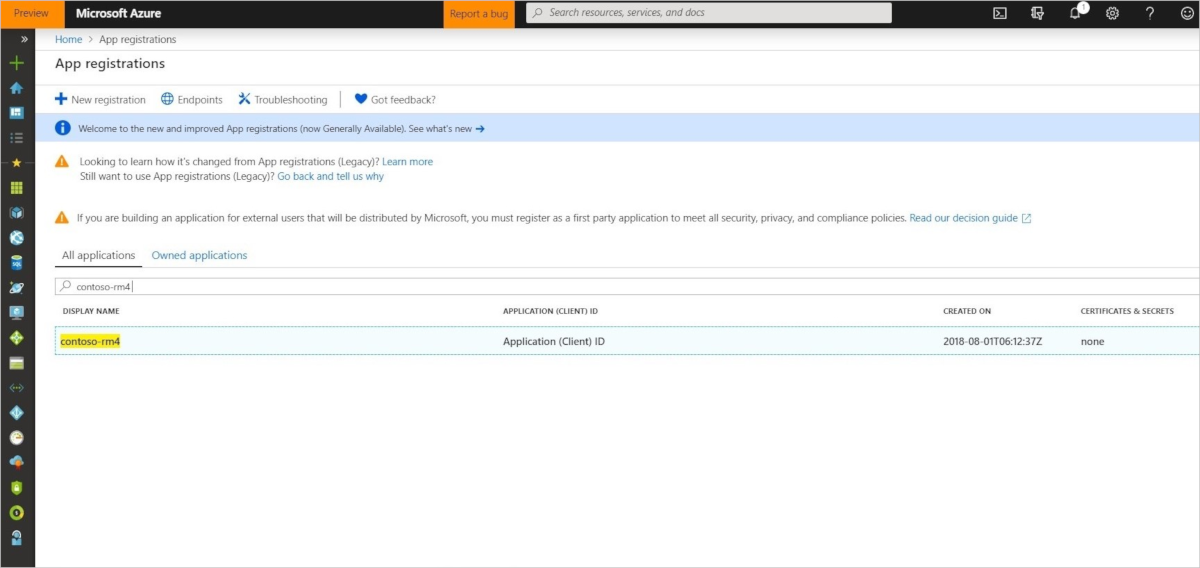 Preview Microsoft Azure Report a bug Search resources, services, and docs 1
Home > App registrations
App registrations
New registration Endpoints Troubleshooting Got feedback?
Welcome to the new and improved App registrations (now Generally Available). See what's new →
Looking to learn how it's changed from App registrations (Legacy)? Learn more
Still want to use App registrations (Legacy)? Go back and tell us why
If you are building an application for external users that will be distributed by Microsoft, you must register as a first party application to meet all security, privacy, and compliance policies. Read our decision guide
All applications Owned applications
contoso-rm4
DISPLAY NAME APPLICATION (CLIENT) ID CREATED ON CERTIFICATES & SECRETS
contoso-rm4 Application (Client) ID 2018-08-01T06:12:37Z none